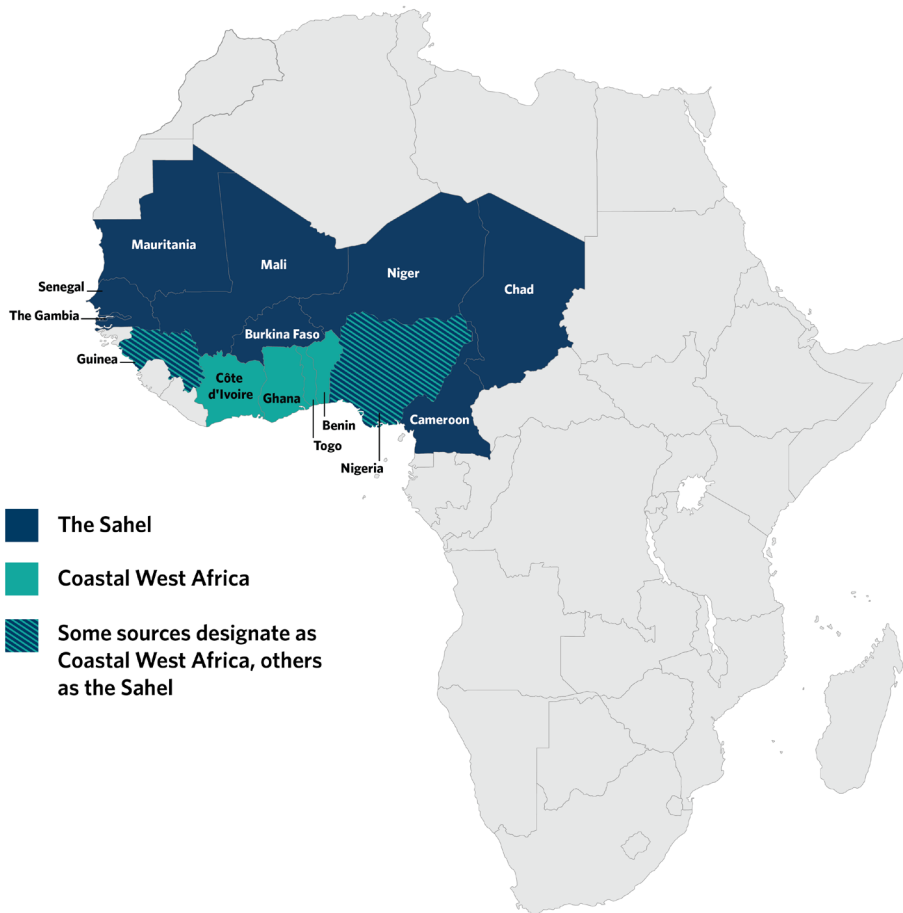 Mauritania
Mali
Niger
Chad
Senegal
The Gambia
Burkina Faso
Guinea
Côte
d'Ivoire
Ghana
Benin
Togo
Nigeria
Cameroon
The Sahel
Coastal West Africa
Some sources designate as
Coastal West Africa, others
as the Sahel